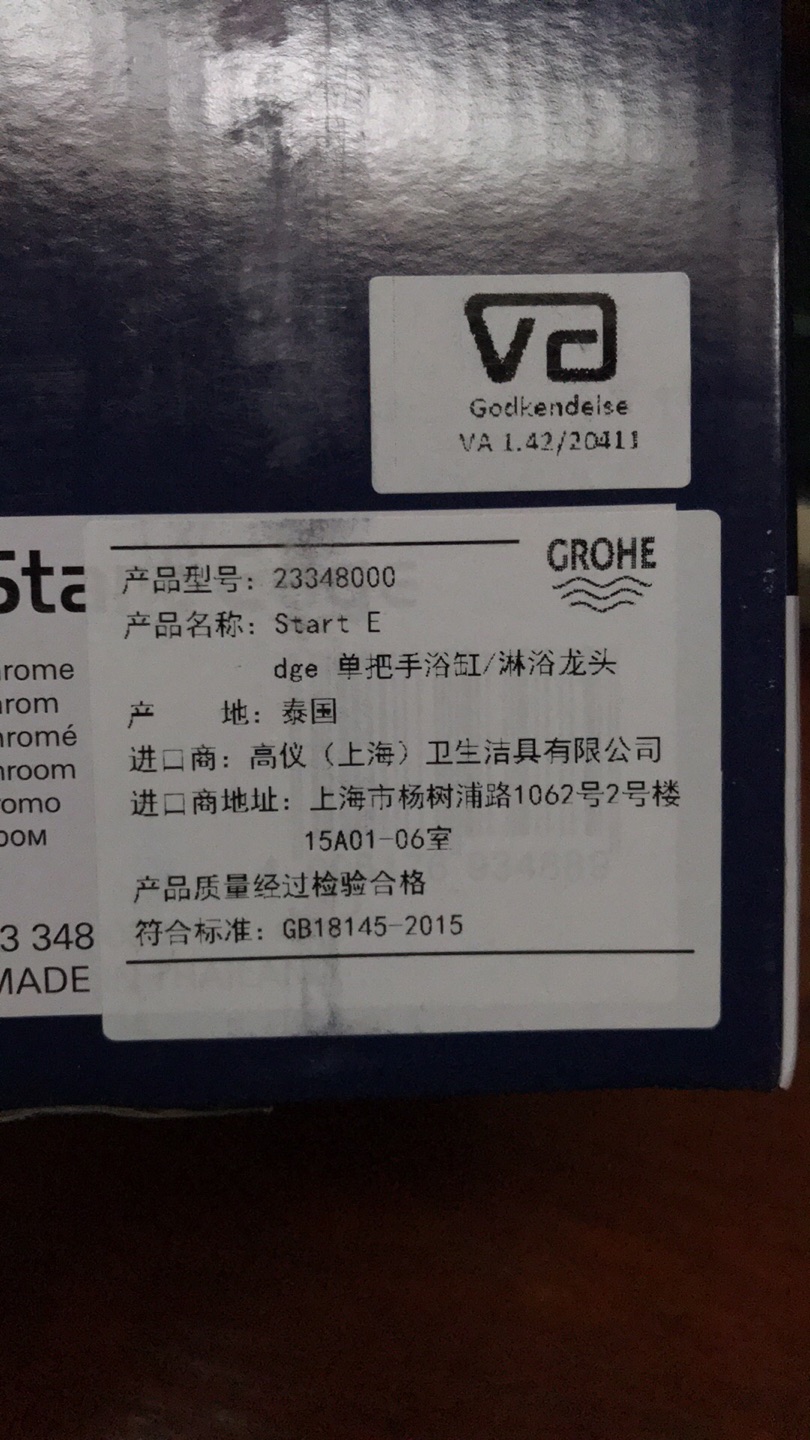 va
Godkendelse
VA 1.42/20411
GROHE
产品型号: 23348000
产品名称: Start E
dge 单把手浴缸/淋浴龙头
产 地: 泰国
进口商: 高仪（上海）卫生洁具有限公司
进口商地址: 上海市杨树浦路1062号2号楼
15A01-06室
产品质量经过检验合格
符合标准: GB18145-2015
Sta
rome
rom
romé
room
omo
ром
3 348
MADE